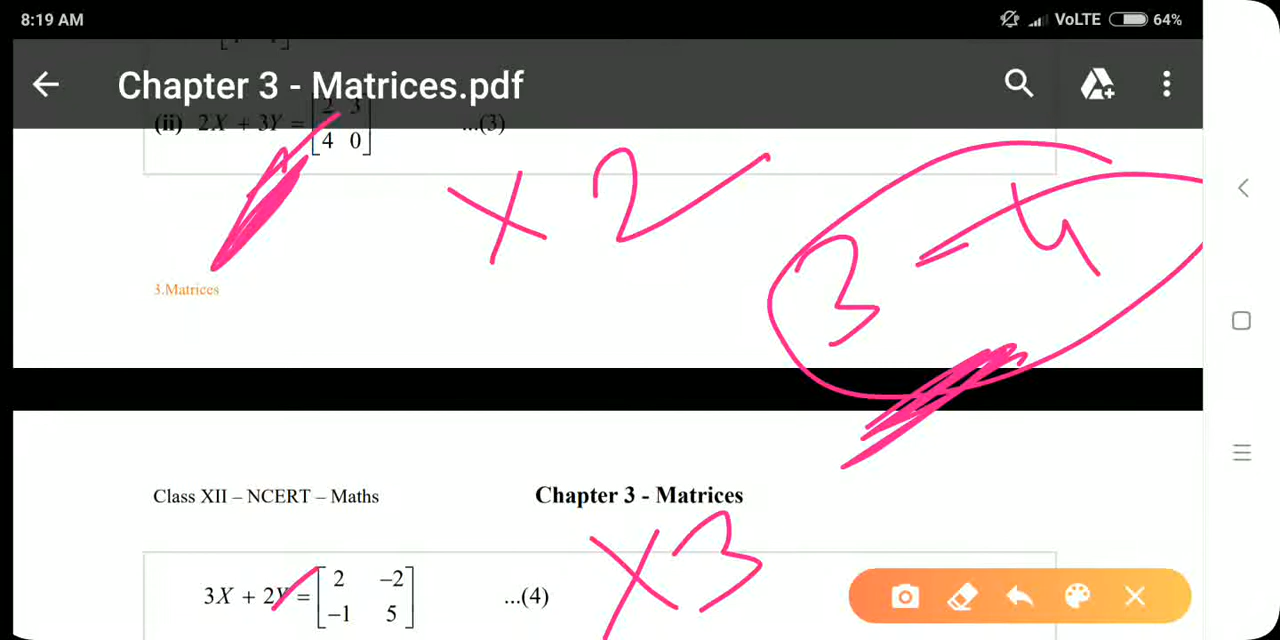 8:19 AM VoLTE 64%
Chapter 3 - Matrices.pdf
(ii) 2X + 3Y = [2 3
4 0] ...(3)
× 2
3 - 4
3.Matrices
Class XII – NCERT – Maths Chapter 3 - Matrices
× 3
3X + 2Y = [2 −2
−1 5] ...(4)